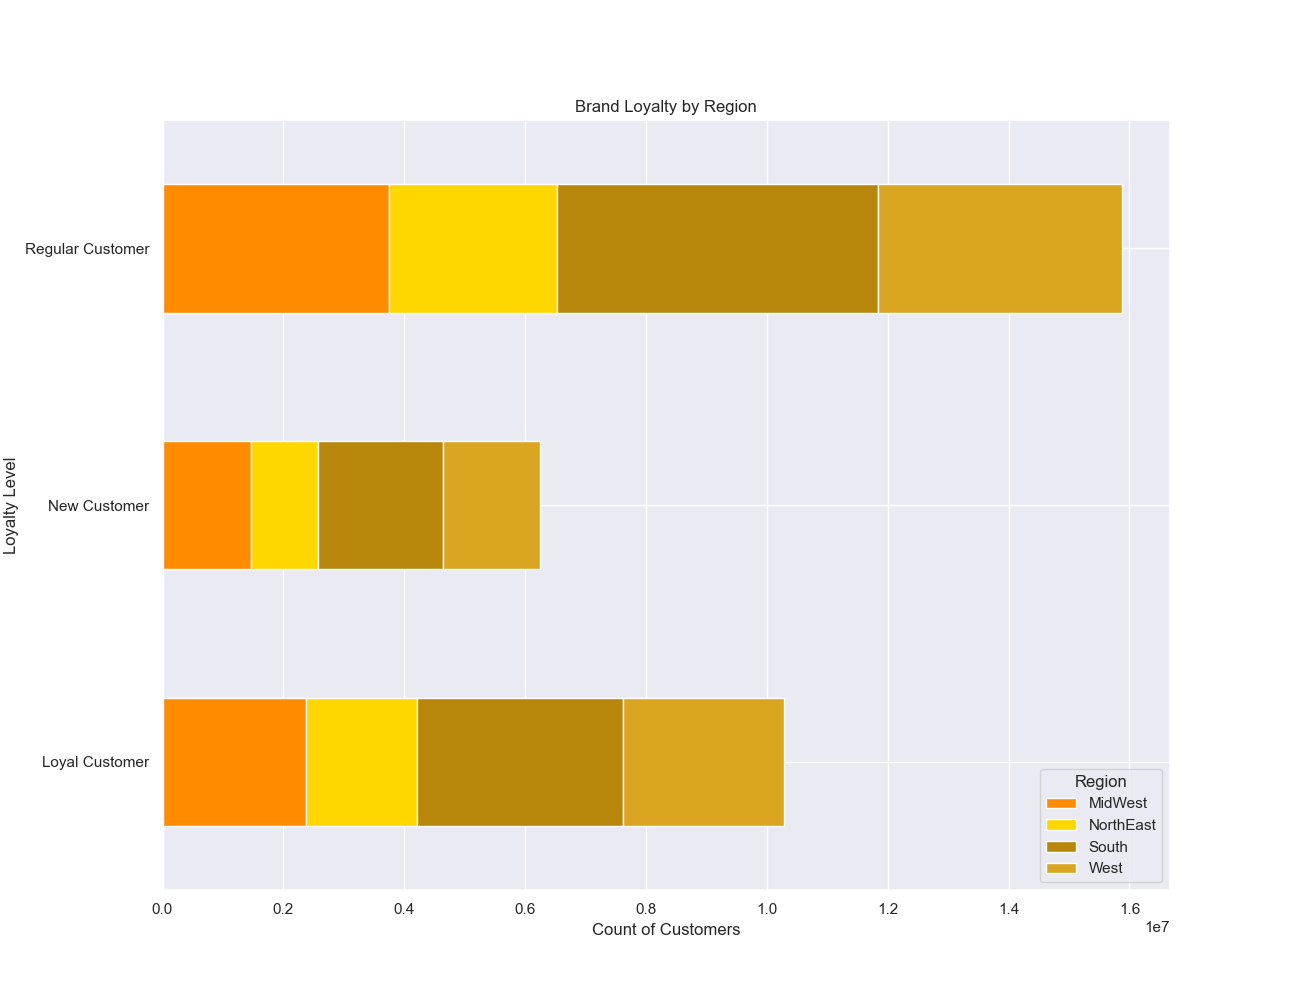 Brand Loyalty by Region
Loyalty Level
Regular Customer
New Customer
Loyal Customer
Region
MidWest
NorthEast
South
West
0.0 0.2 0.4 0.6 0.8 1.0 1.2 1.4 1.6
1e7
Count of Customers